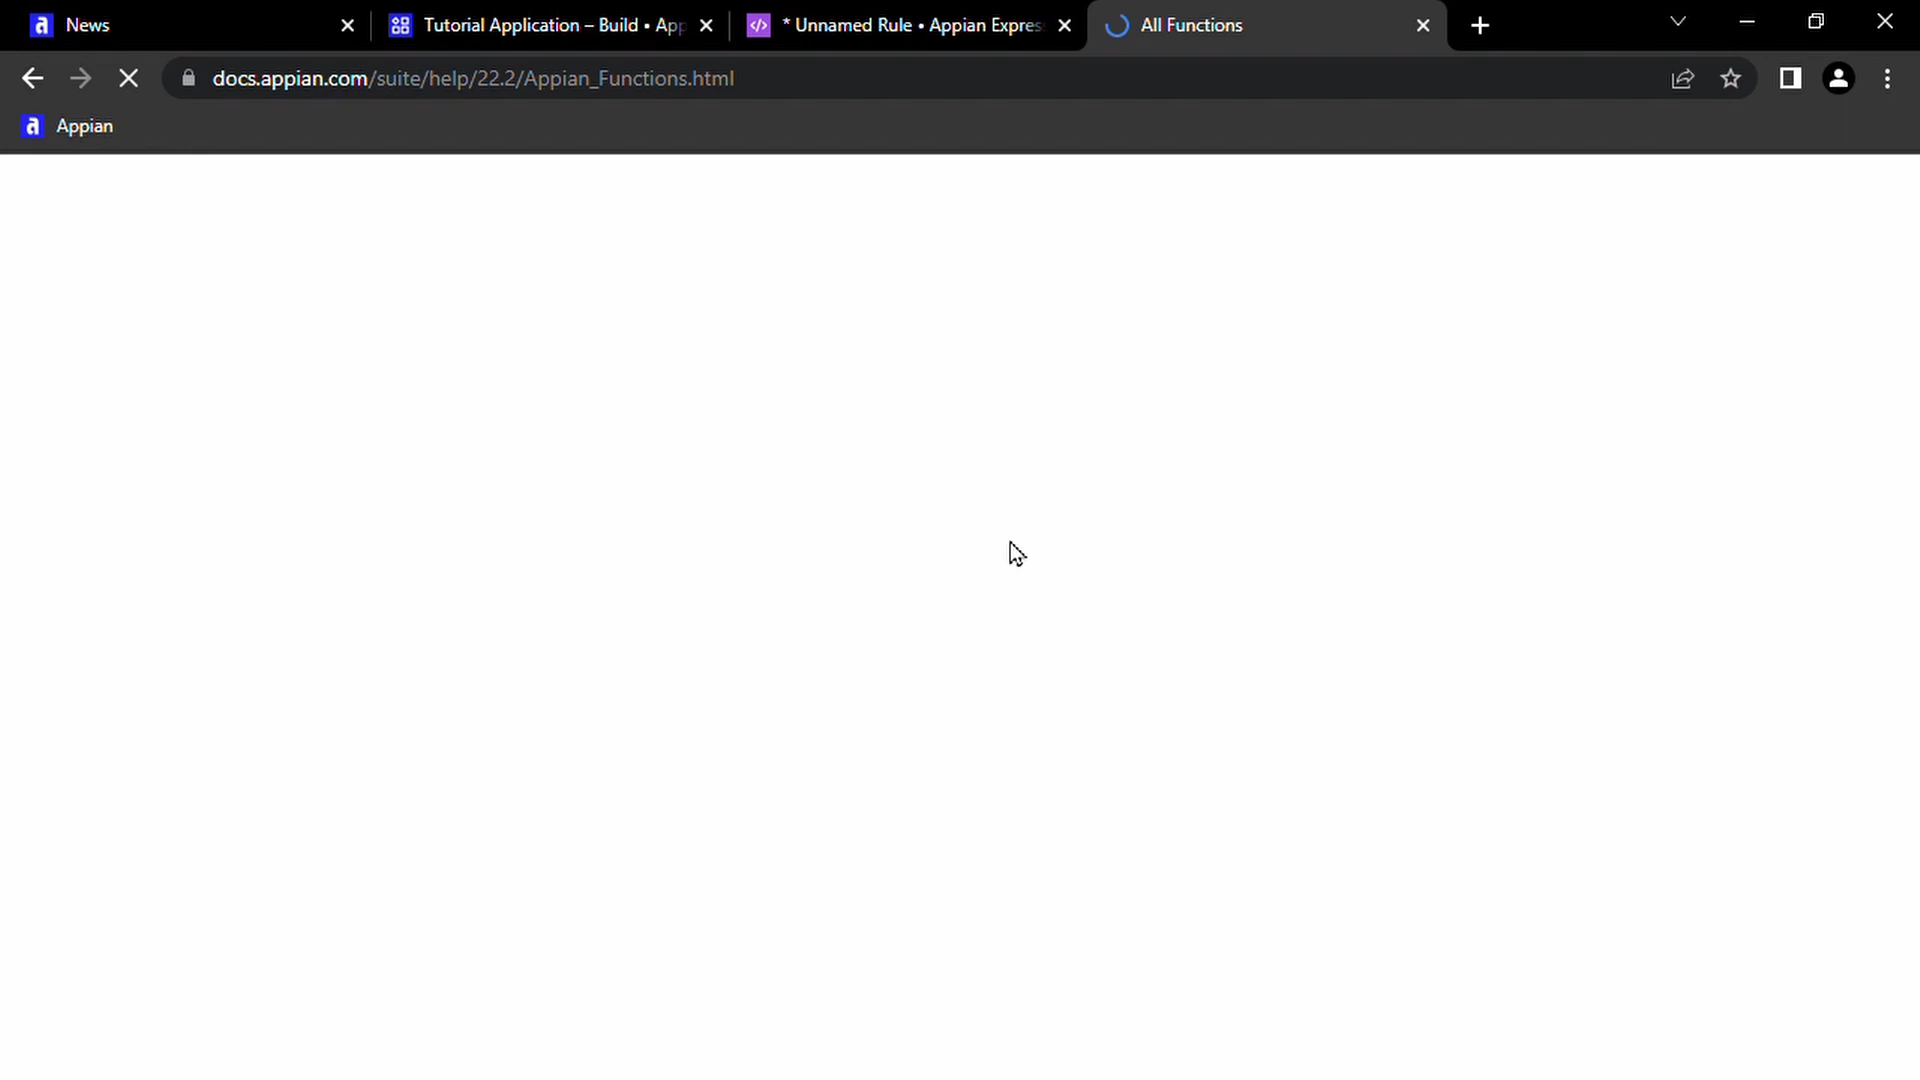 News
Tutorial Application – Build • App
* Unnamed Rule • Appian Expres
All Functions
docs.appian.com/suite/help/22.2/Appian_Functions.html
Appian